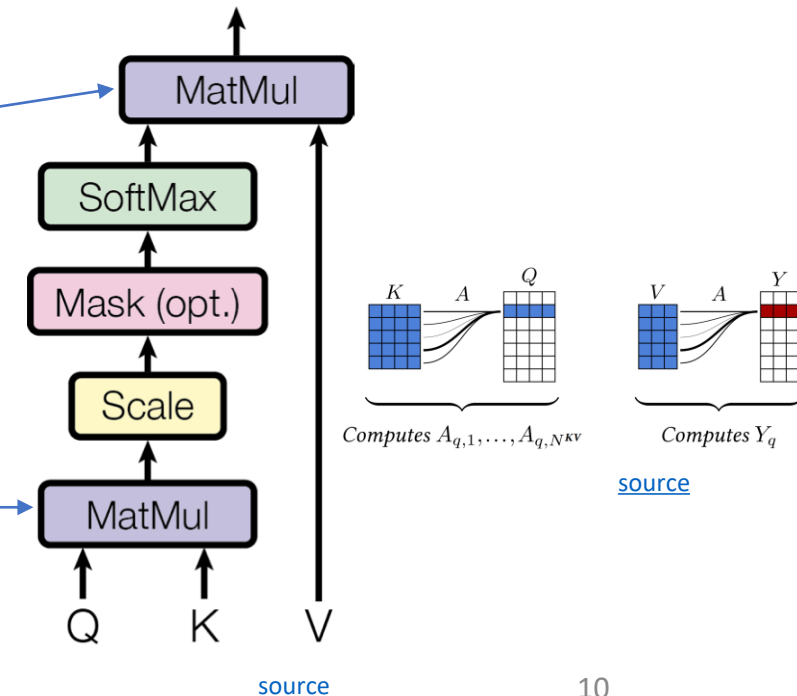 MatMul
SoftMax
Mask (opt.)
Scale
MatMul
Q K V
source
K A Q
Computes A_{q,1}, . . . , A_{q,N^{KV}}
V A Y
Computes Y_q
source
10